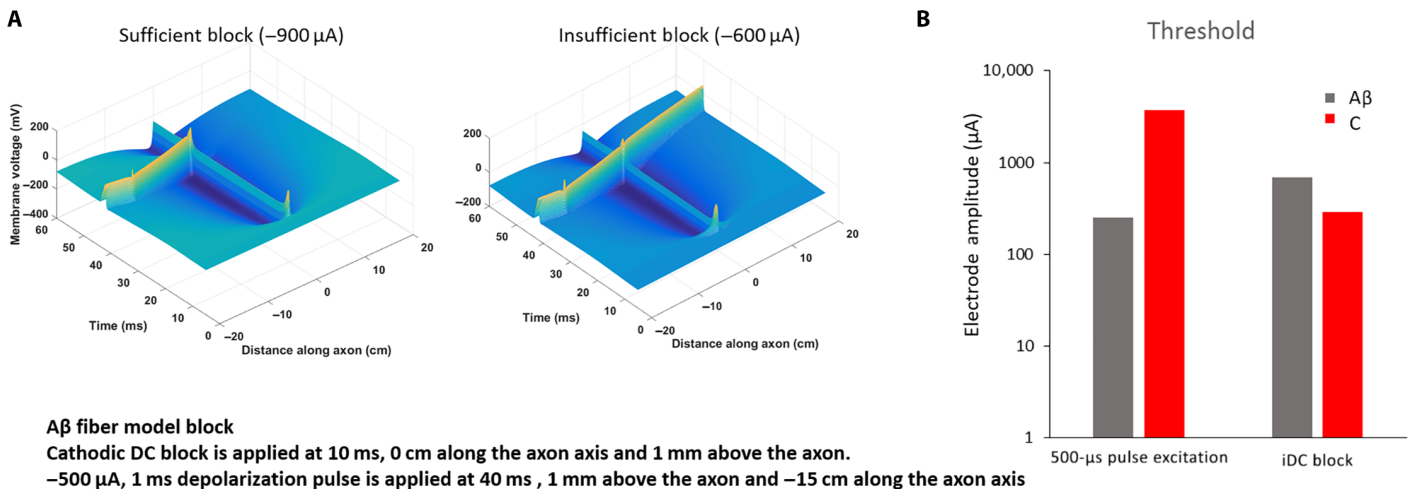 A
Sufficient block (−900 µA)
Membrane voltage (mV)
200
0
−200
−400
60
50
40
30
20
10
0
Time (ms)
−20
−10
0
10
20
Distance along axon (cm)
Insufficient block (−600 µA)
200
0
−200
60
50
40
30
20
10
0
Time (ms)
−20
−10
0
10
20
Distance along axon (cm)
Aβ fiber model block
Cathodic DC block is applied at 10 ms, 0 cm along the axon axis and 1 mm above the axon.
−500 µA, 1 ms depolarization pulse is applied at 40 ms , 1 mm above the axon and −15 cm along the axon axis
B
Threshold
Electrode amplitude (µA)
10,000
1000
100
10
1
Aβ
C
500-µs pulse excitation
iDC block